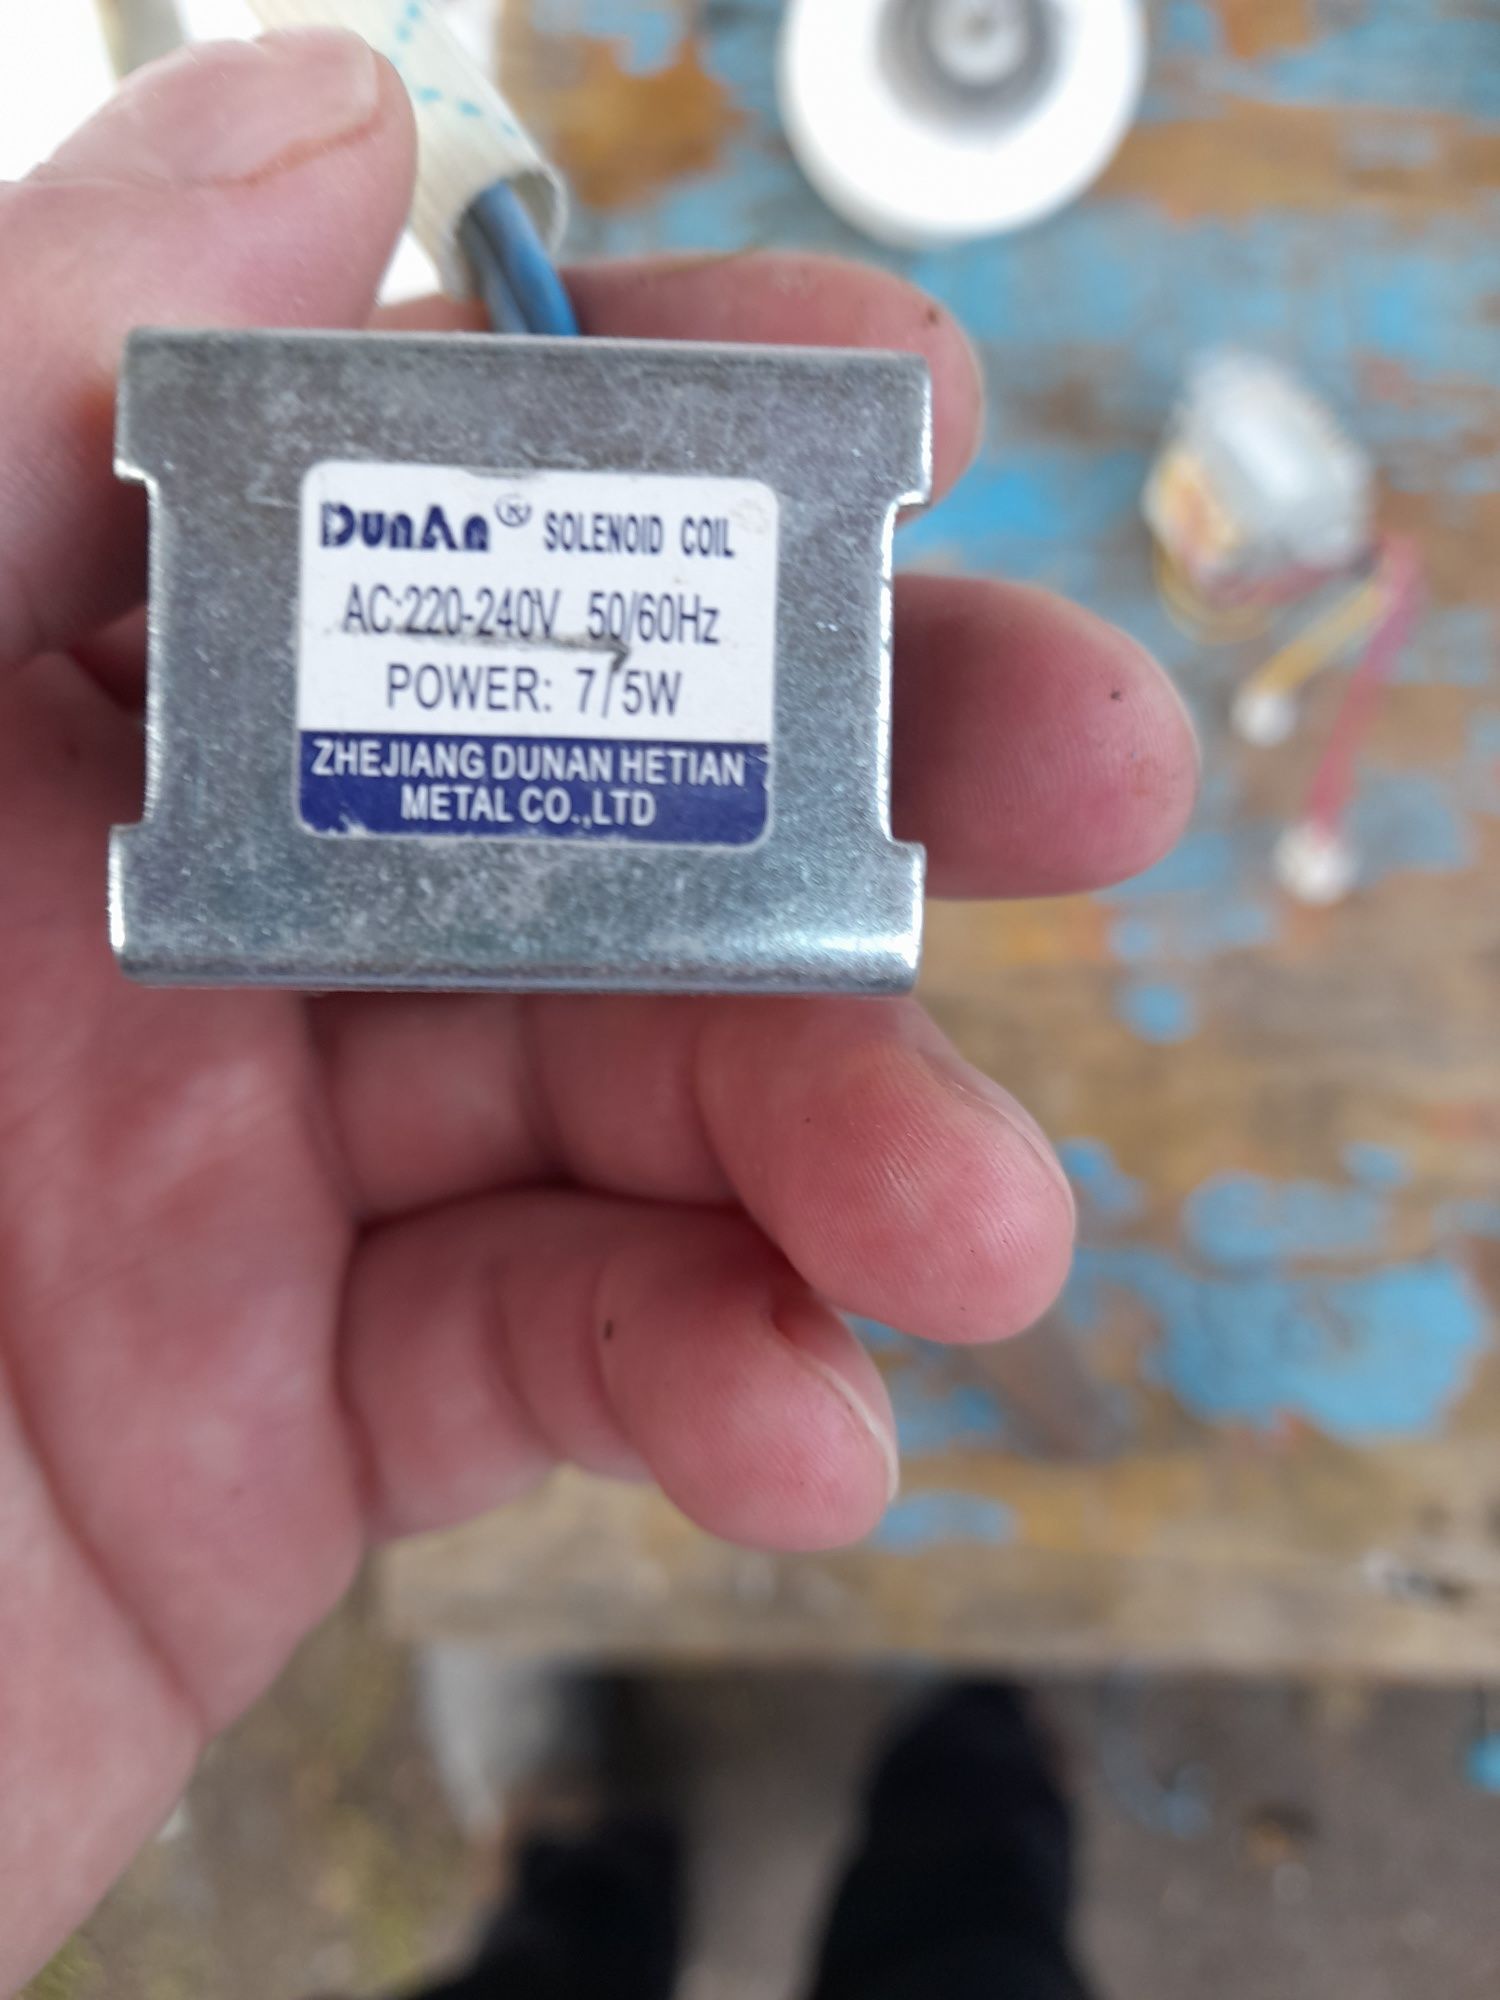 DunAn® SOLENOID COIL
AC:220-240V 50/60Hz
POWER: 7/5W
ZHEJIANG DUNAN HETIAN
METAL CO.,LTD